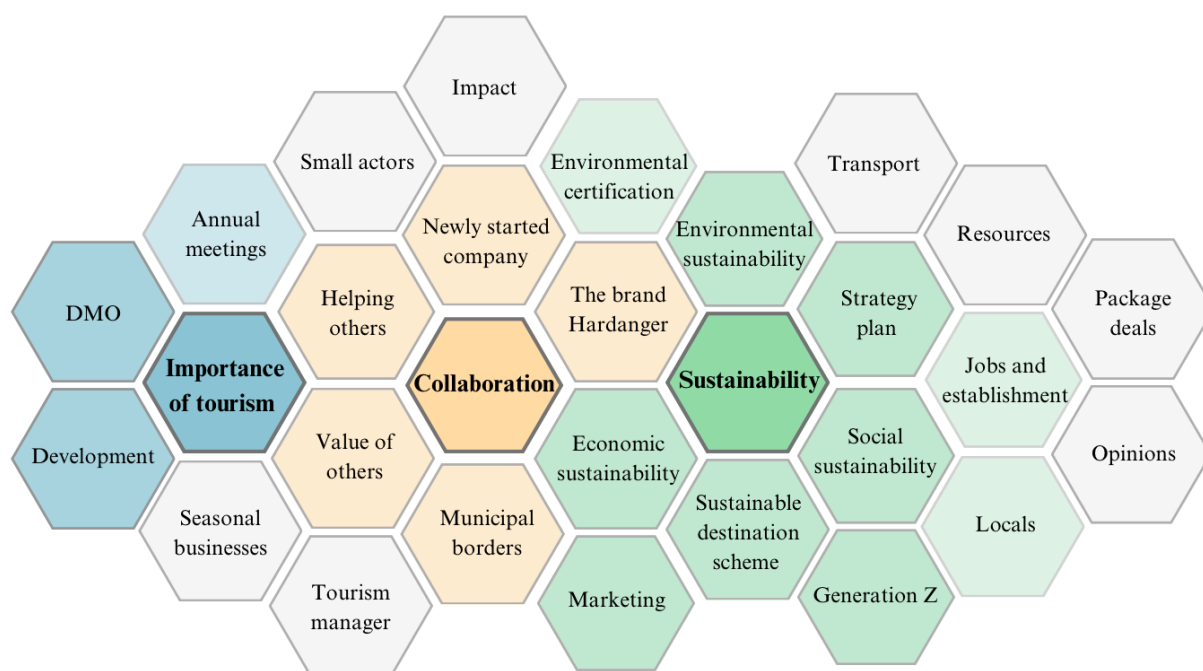 Impact
Small actors
Environmental
certification
Transport
Annual
meetings
Newly started
company
Environmental
sustainability
Resources
DMO
Helping
others
The brand
Hardanger
Strategy
plan
Package
deals
Importance
of tourism
Collaboration
Sustainability
Jobs and
establishment
Development
Value of
others
Economic
sustainability
Social
sustainability
Opinions
Seasonal
businesses
Municipal
borders
Sustainable
destination
scheme
Locals
Tourism
manager
Marketing
Generation Z